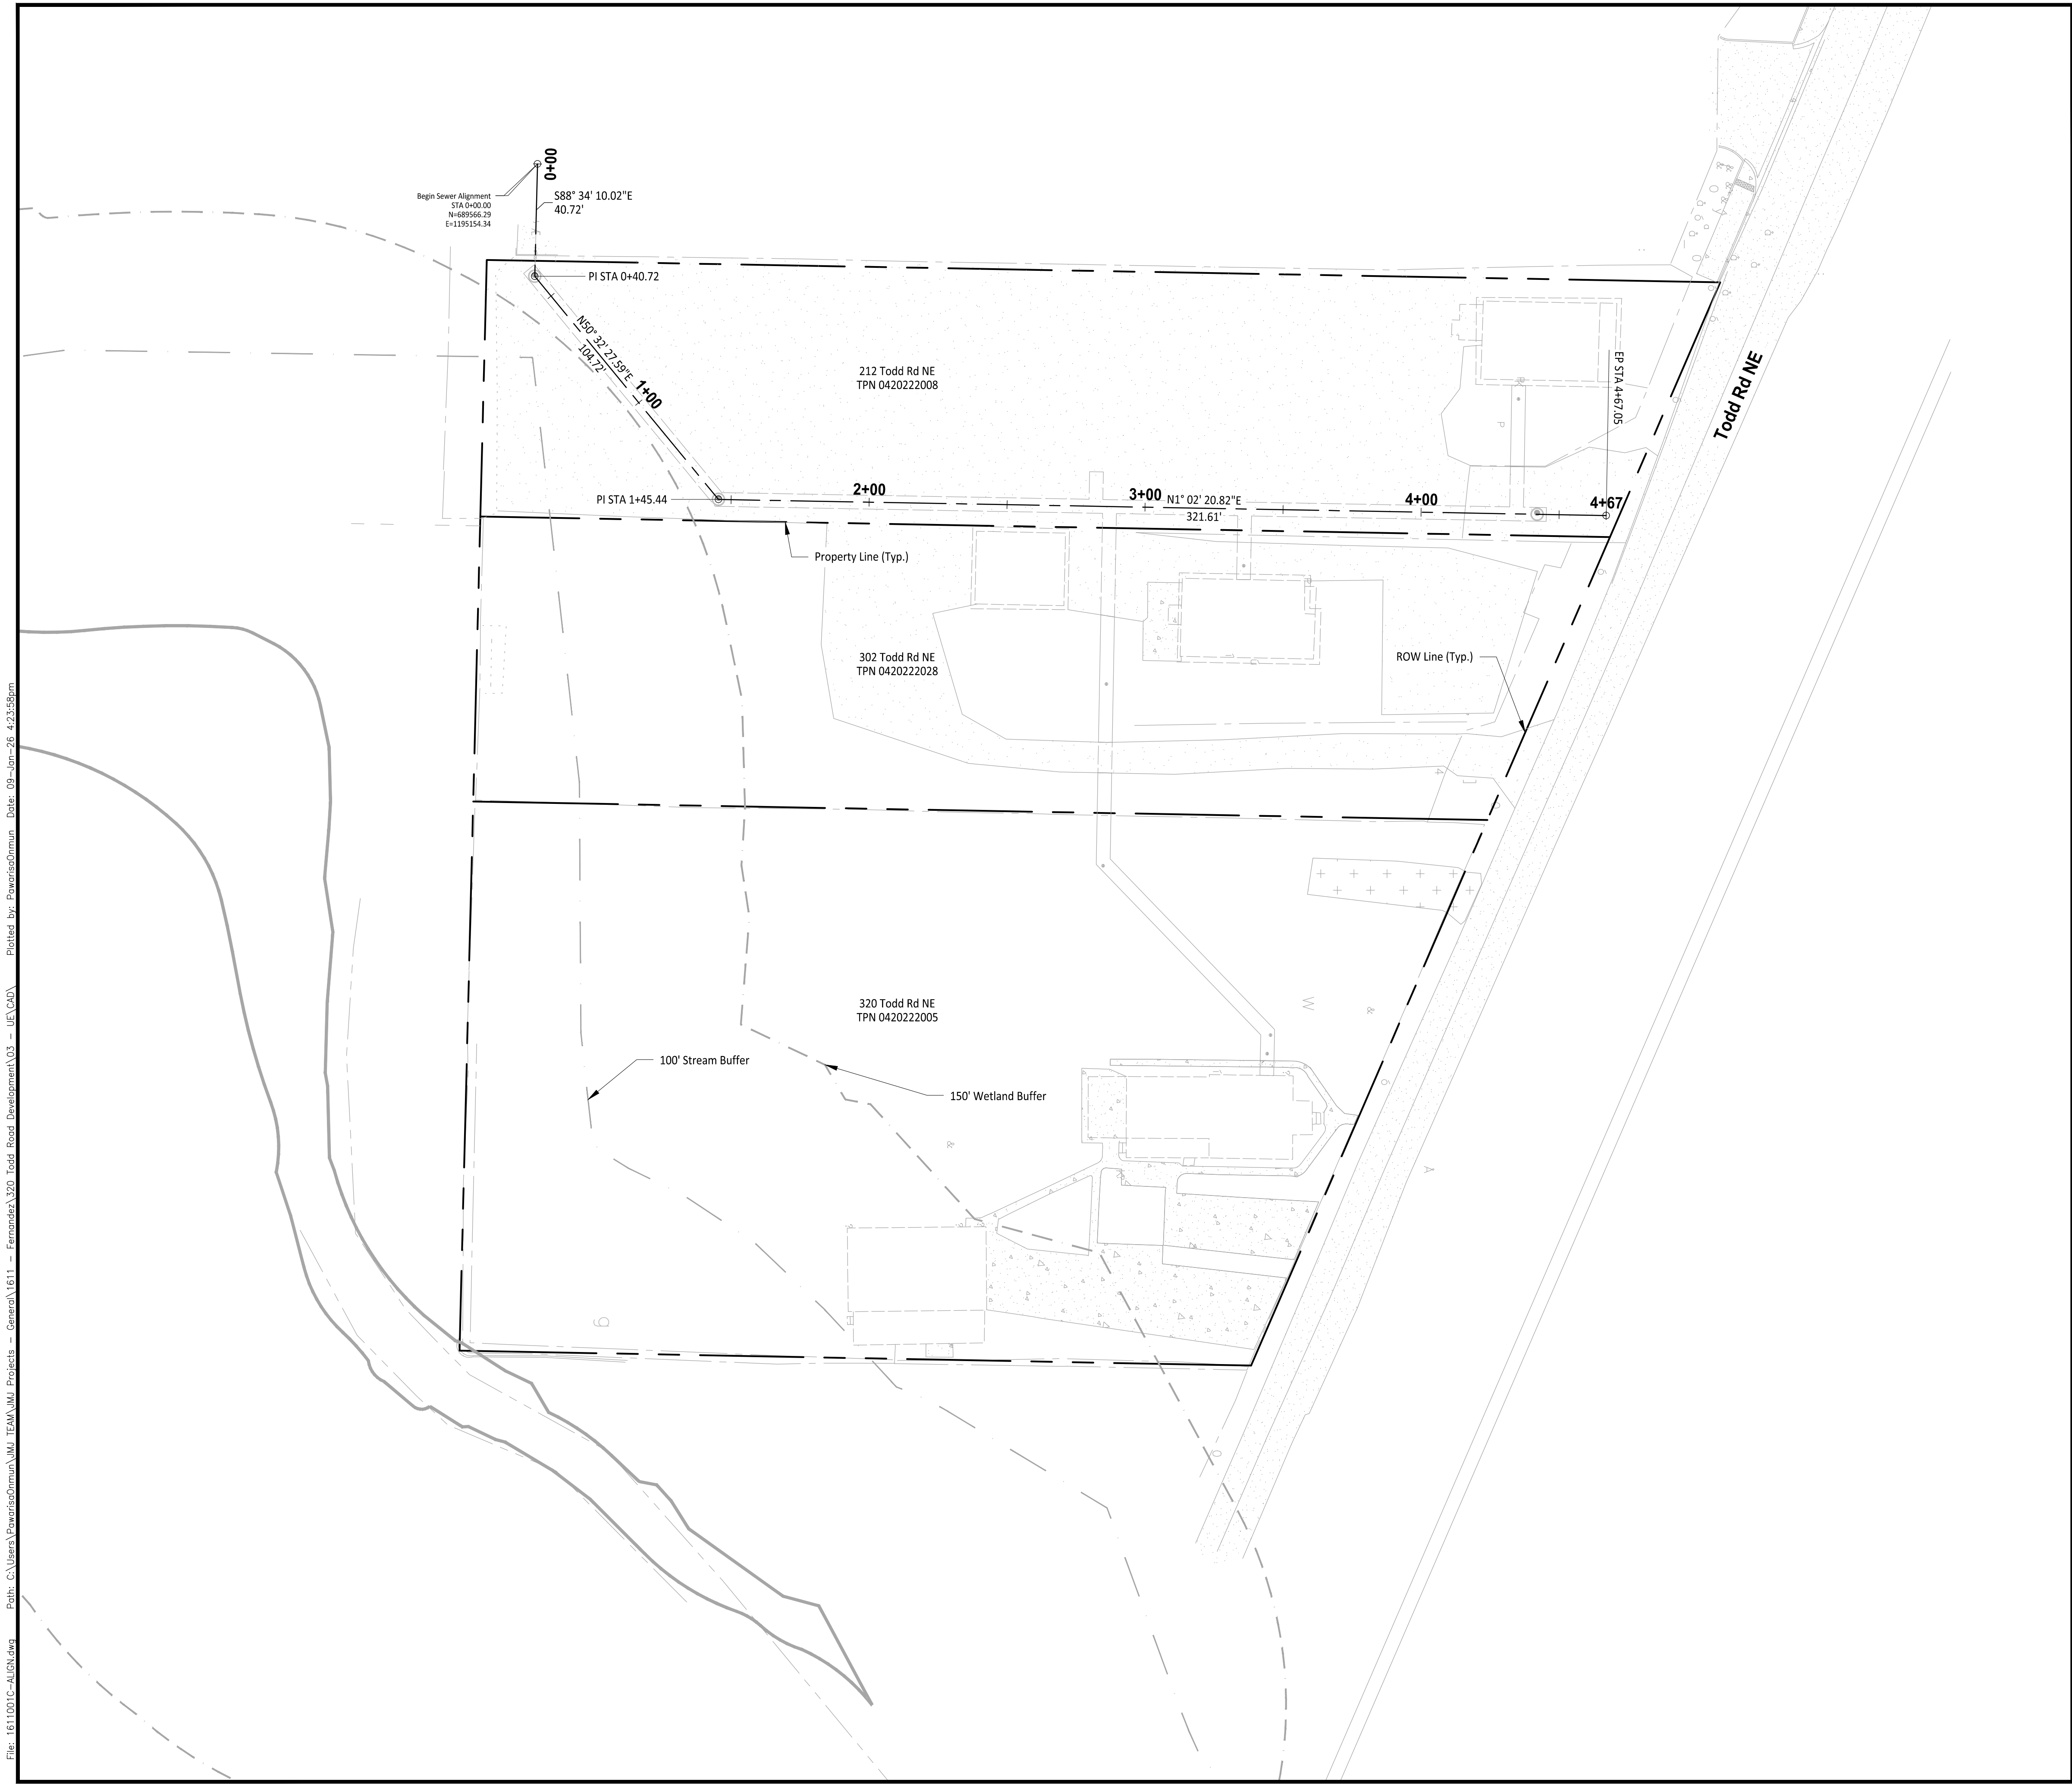 0+00
Begin Sewer Alignment
STA 0+00.00
N=689566.29
E=1195154.34
S88° 34' 10.02"E
40.72'
PI STA 0+40.72
N50° 32' 27.59"E
104.72'
1+00
212 Todd Rd NE
TPN 0420222008
EP STA 4+67.05
Todd Rd NE
PI STA 1+45.44
2+00
3+00
N1° 02' 20.82"E
321.61'
4+00
4+67
Property Line (Typ.)
302 Todd Rd NE
TPN 0420222028
ROW Line (Typ.)
320 Todd Rd NE
TPN 0420222005
100' Stream Buffer
150' Wetland Buffer
File: 1611001C-ALIGN.dwg Path: C:\Users\PawarisaOnmun\JMJ TEAM\JMJ Projects - General\1611 - Fernandez\320 Todd Road Development\03 - UE\CAD\ Plotted by: PawarisaOnmun Date: 09-Jan-26 4:23:58pm